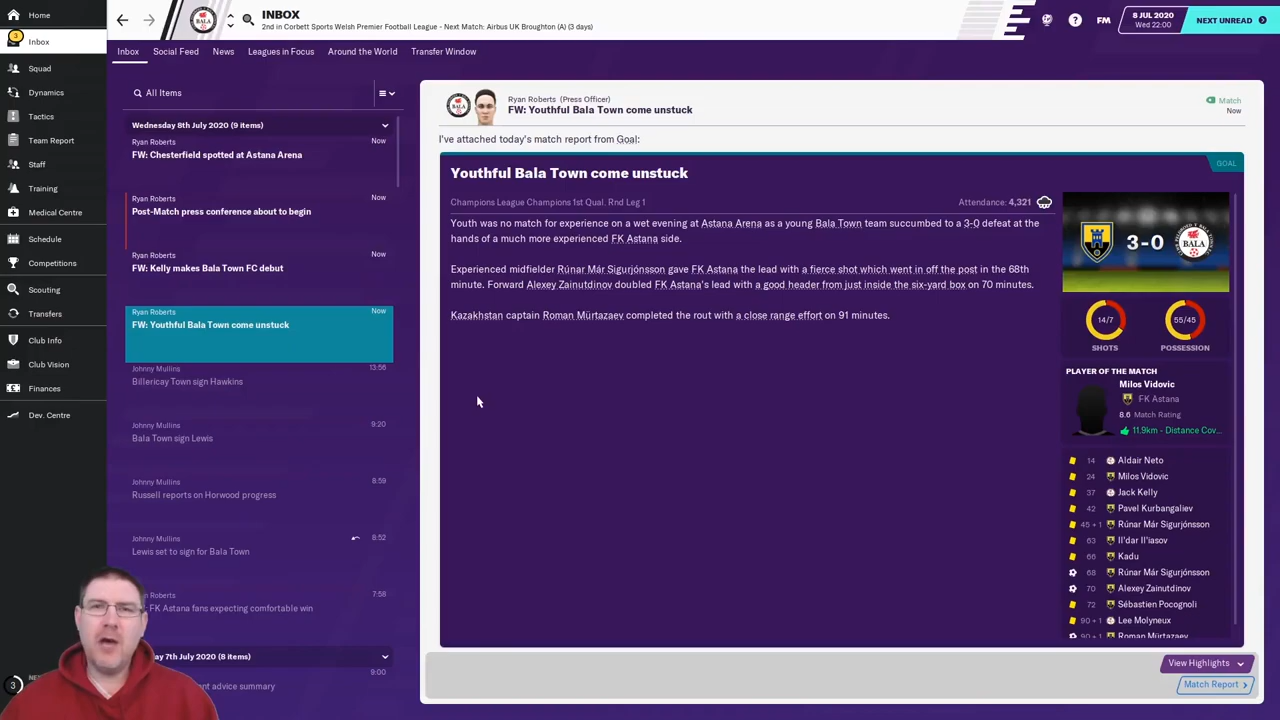 Home
INBOX
2nd in Corbett Sports Welsh Premier Football League - Next Match: Airbus UK Broughton (A) (3 days)
FM
8 JUL 2020
Wed 22:00
NEXT UNREAD
3
Inbox
Squad
Dynamics
Tactics
Team Report
Staff
Training
Medical Centre
Schedule
Competitions
Scouting
Transfers
Club Info
Club Vision
Finances
Dev. Centre
Inbox
Social Feed
News
Leagues in Focus
Around the World
Transfer Window
All Items
Wednesday 8th July 2020 (9 items)
Ryan Roberts
Now
FW: Chesterfield spotted at Astana Arena
Ryan Roberts
Now
Post-Match press conference about to begin
Ryan Roberts
Now
FW: Kelly makes Bala Town FC debut
Ryan Roberts
Now
FW: Youthful Bala Town come unstuck
Johnny Mullins
13:56
Billericay Town sign Hawkins
Johnny Mullins
9:20
Bala Town sign Lewis
Johnny Mullins
8:59
Russell reports on Horwood progress
Johnny Mullins
8:52
Lewis set to sign for Bala Town
Roberts
7:58
FK Astana fans expecting comfortable win
7th July 2020 (8 items)
9:00
advice summary
Ryan Roberts (Press Officer)
FW: Youthful Bala Town come unstuck
Match
Now
I've attached today's match report from Goal:
GOAL
Youthful Bala Town come unstuck
Champions League Champions 1st Qual. Rnd Leg 1
Attendance: 4,321
Youth was no match for experience on a wet evening at Astana Arena as a young Bala Town team succumbed to a 3-0 defeat at the
hands of a much more experienced FK Astana side.
Experienced midfielder Rúnar Már Sigurjónsson gave FK Astana the lead with a fierce shot which went in off the post in the 68th
minute. Forward Alexey Zainutdinov doubled FK Astana's lead with a good header from just inside the six-yard box on 70 minutes.
Kazakhstan captain Roman Mürtazaev completed the rout with a close range effort on 91 minutes.
3-0
BALA
14/7
SHOTS
55/45
POSSESSION
PLAYER OF THE MATCH
Milos Vidovic
FK Astana
8.6 Match Rating
11.9km - Distance Cov...
14 Aldair Neto
24 Milos Vidovic
37 Jack Kelly
42 Pavel Kurbangaliev
45 + 1 Rúnar Már Sigurjónsson
63 Il'dar Il'iasov
66 Kadu
68 Rúnar Már Sigurjónsson
70 Alexey Zainutdinov
72 Sébastien Pocognoli
90 + 1 Lee Molyneux
90 + 1 Roman Mürtazaev
View Highlights
Match Report